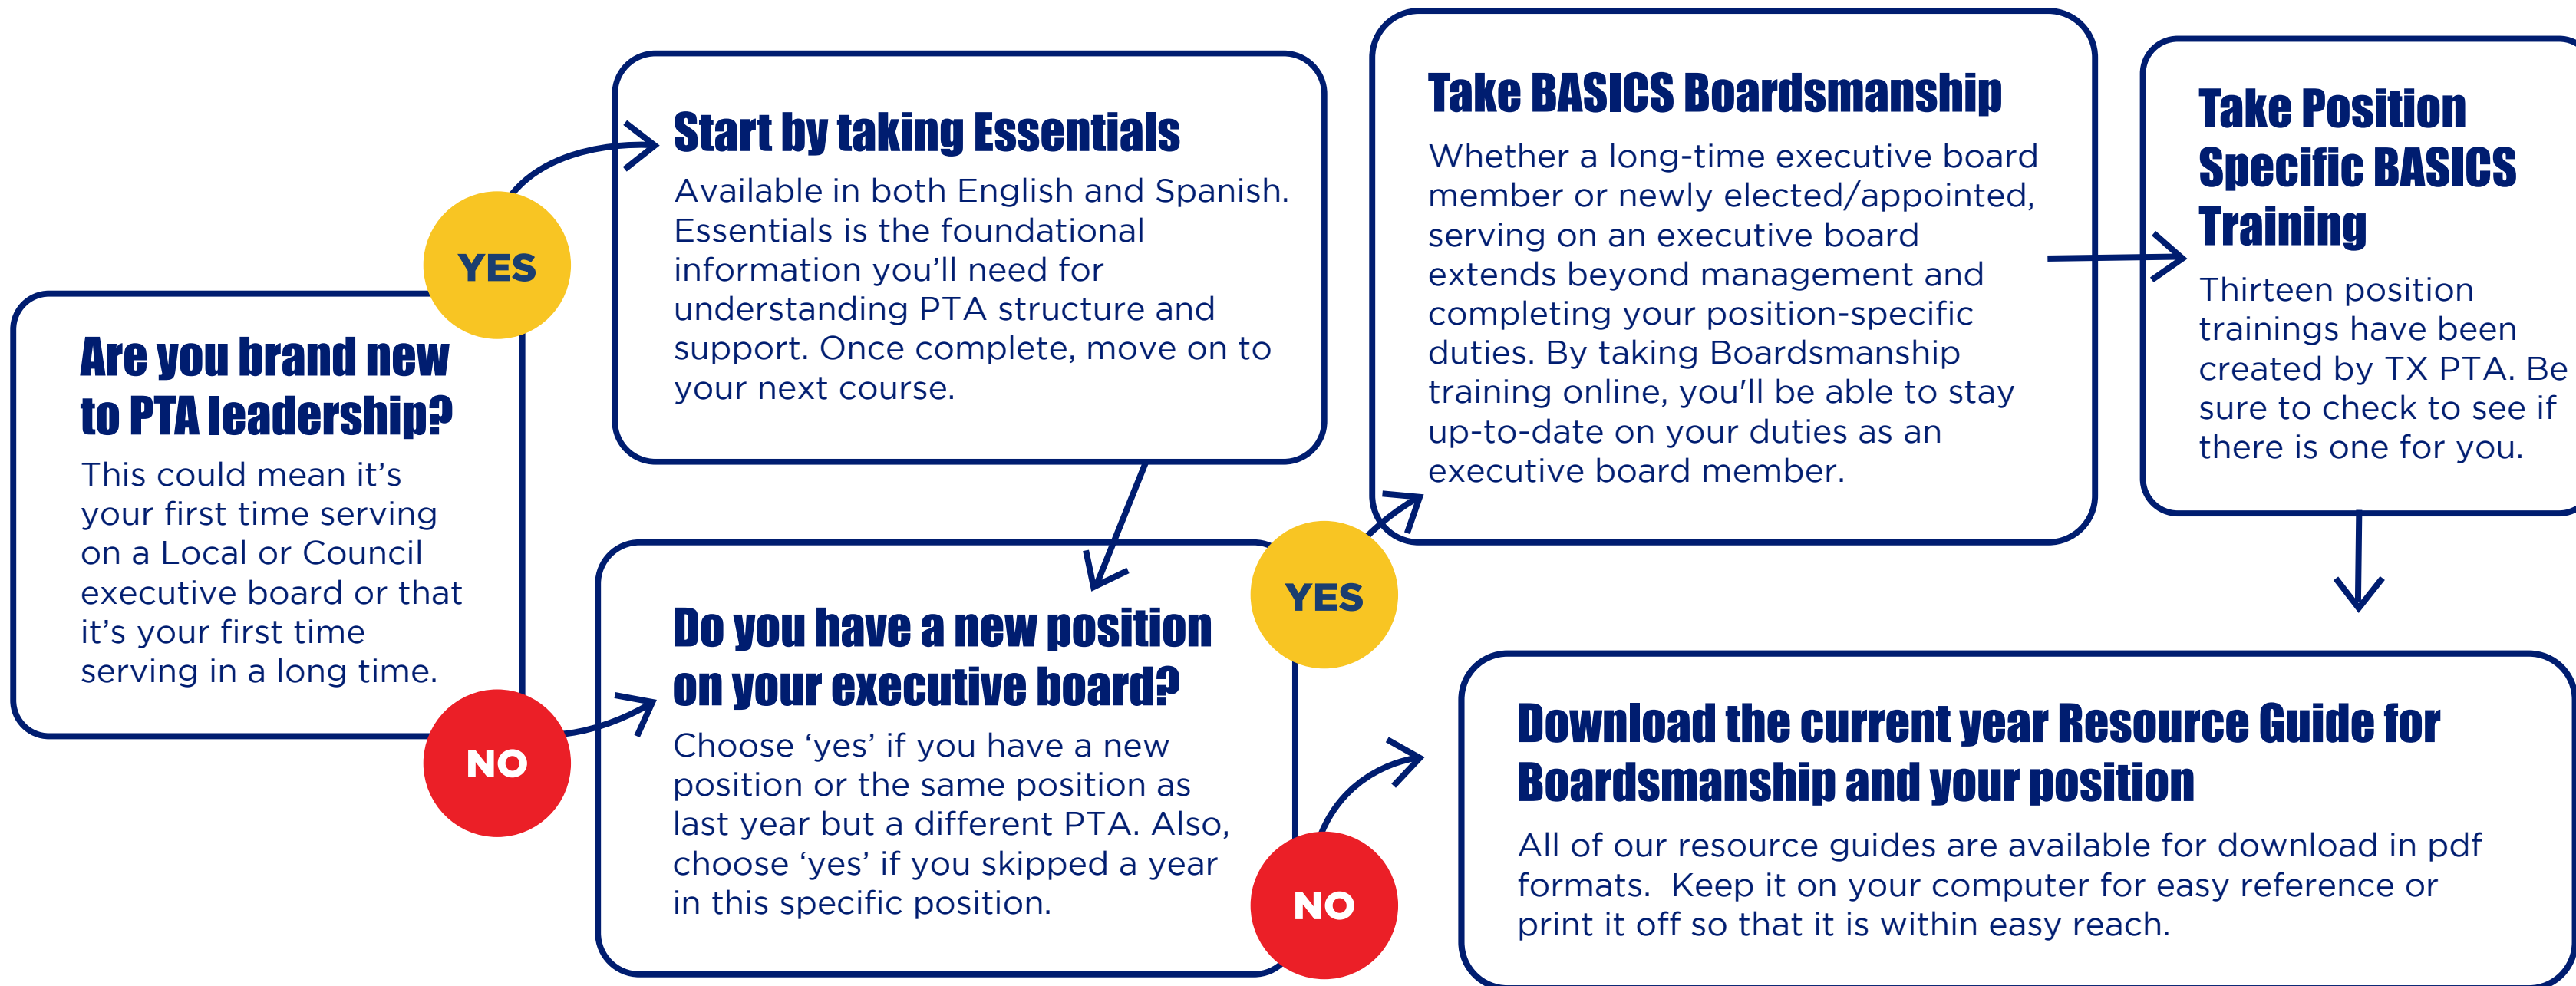 Are you brand new
to PTA leadership?
This could mean it’s
your first time serving
on a Local or Council
executive board or that
it’s your first time
serving in a long time.
YES
NO
Start by taking Essentials
Available in both English and Spanish.
Essentials is the foundational
information you’ll need for
understanding PTA structure and
support. Once complete, move on to
your next course.
Do you have a new position
on your executive board?
Choose ‘yes’ if you have a new
position or the same position as
last year but a different PTA. Also,
choose ‘yes’ if you skipped a year
in this specific position.
YES
NO
Take BASICS Boardsmanship
Whether a long-time executive board
member or newly elected/appointed,
serving on an executive board
extends beyond management and
completing your position-specific
duties. By taking Boardsmanship
training online, you'll be able to stay
up-to-date on your duties as an
executive board member.
Take Position
Specific BASICS
Training
Thirteen position
trainings have been
created by TX PTA. Be
sure to check to see if
there is one for you.
Download the current year Resource Guide for
Boardsmanship and your position
All of our resource guides are available for download in pdf
formats.  Keep it on your computer for easy reference or
print it off so that it is within easy reach.